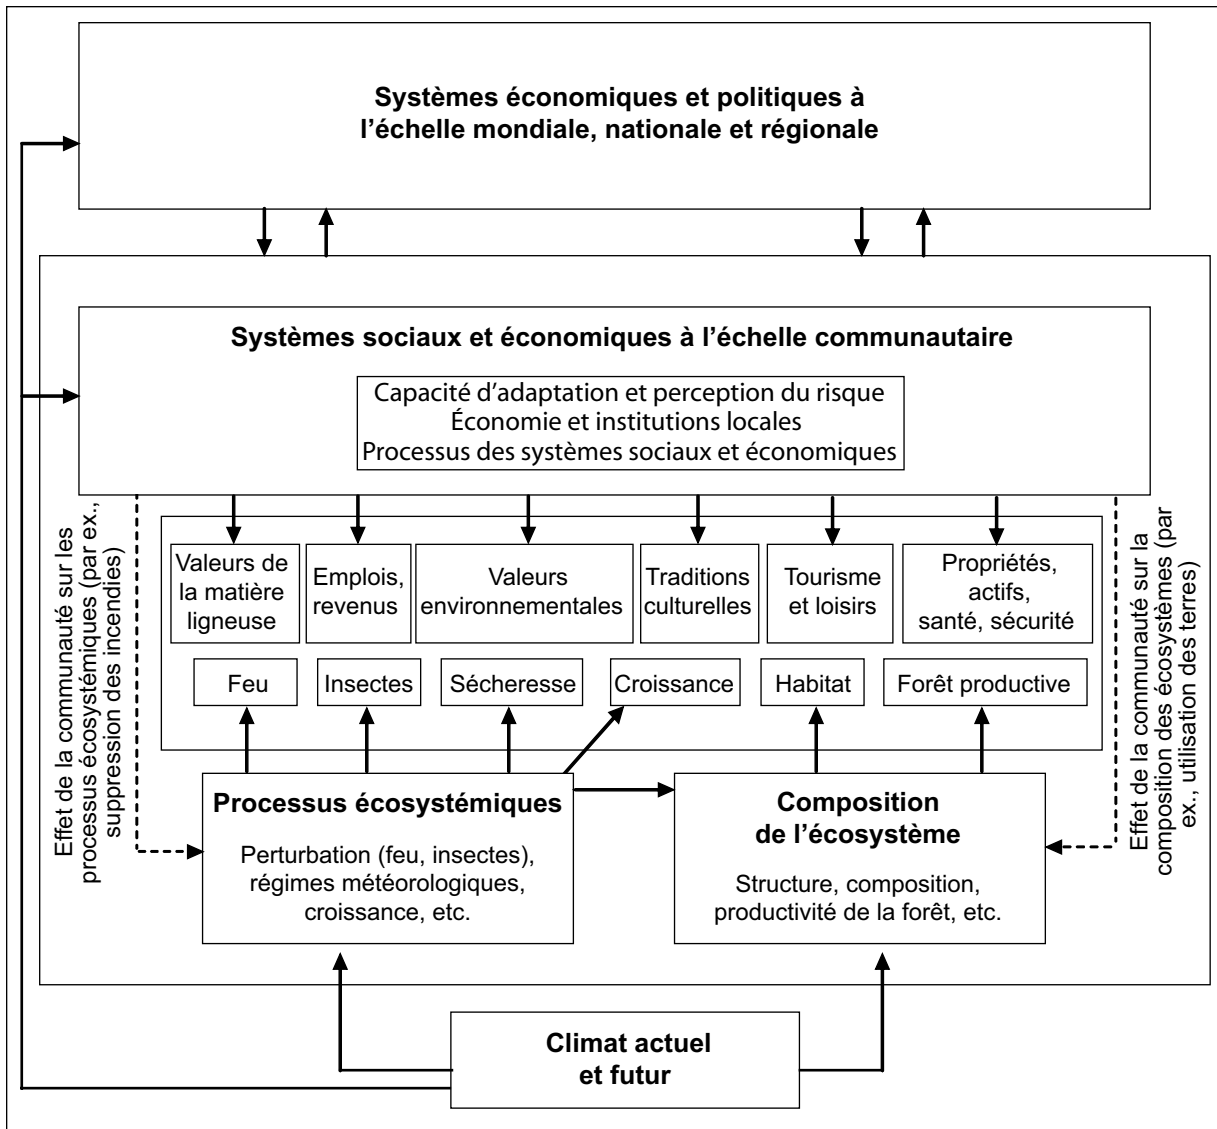 Systèmes économiques et politiques à
l’échelle mondiale, nationale et régionale
Systèmes sociaux et économiques à l’échelle communautaire
Capacité d’adaptation et perception du risque
Économie et institutions locales
Processus des systèmes sociaux et économiques
Effet de la communauté sur les
processus écosystémiques (par ex.,
suppression des incendies)
Valeurs de
la matière
ligneuse
Emplois,
revenus
Valeurs
environnementales
Traditions
culturelles
Tourisme
et loisirs
Propriétés,
actifs,
santé, sécurité
Feu
Insectes
Sécheresse
Croissance
Habitat
Forêt productive
Effet de la communauté sur la
composition des écosystèmes (par
ex., utilisation des terres)
Processus écosystémiques
Perturbation (feu, insectes),
régimes météorologiques,
croissance, etc.
Composition
de l’écosystème
Structure, composition,
productivité de la forêt, etc.
Climat actuel
et futur